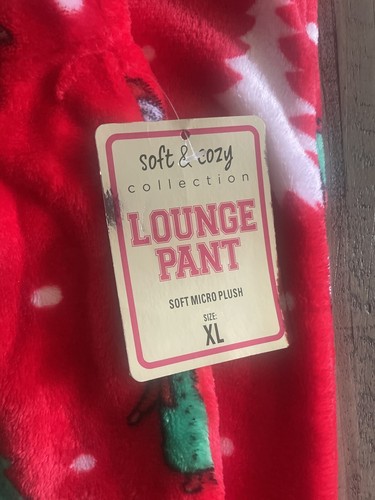 soft & cozy
collection
LOUNGE
PANT
SOFT MICRO PLUSH
SIZE:
XL